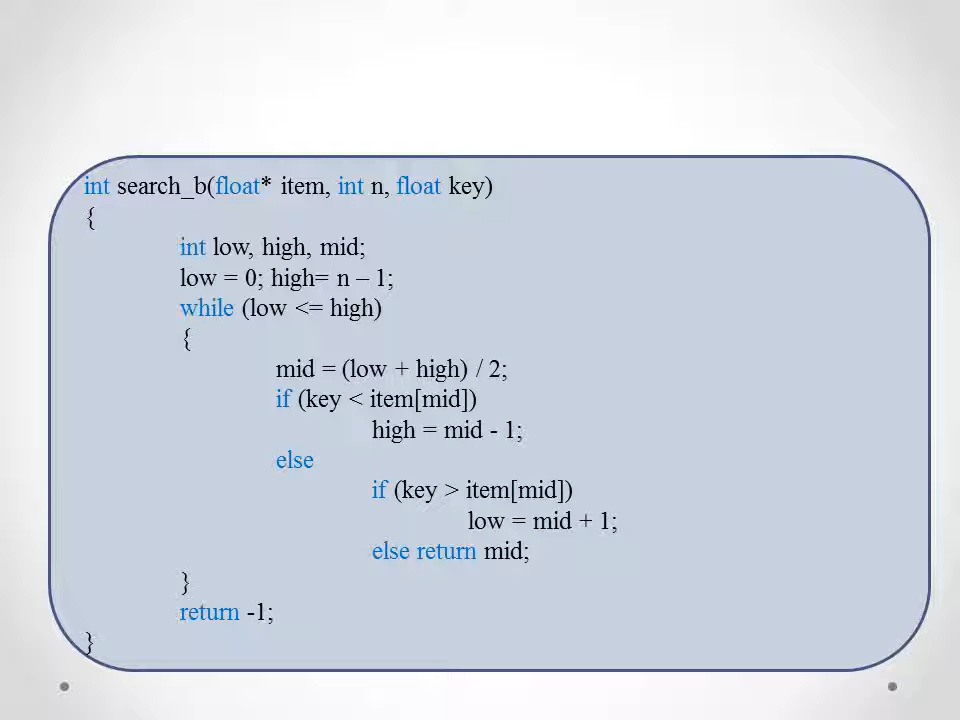 int search_b(float* item, int n, float key)
{
int low, high, mid;
low = 0; high= n – 1;
while (low <= high)
{
mid = (low + high) / 2;
if (key < item[mid])
high = mid - 1;
else
if (key > item[mid])
low = mid + 1;
else return mid;
}
return -1;
}